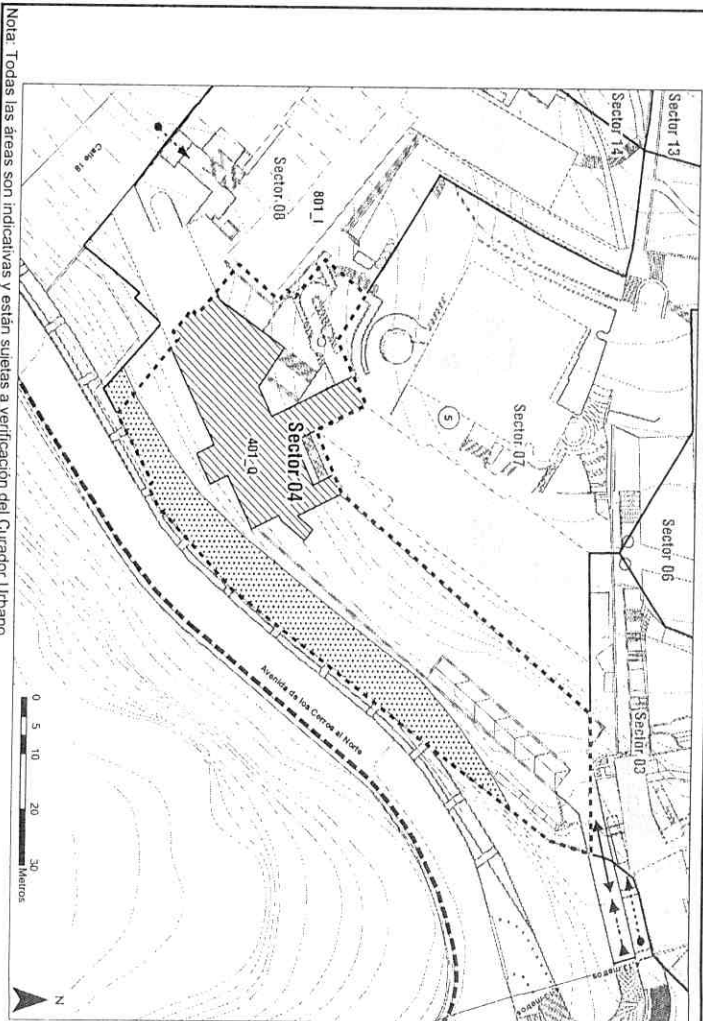 Sector 13
Sector 14
Sector 06
Sector 03
Sector 07
5
801_I
Sector 08
Calle 18
Sector 04
401_Q
Avenida de los Cerros al Norte
0 5 10 20 30
Metros
N
Nota: Todas las áreas son indicativas y están sujetas a verificación del Curador Urbano